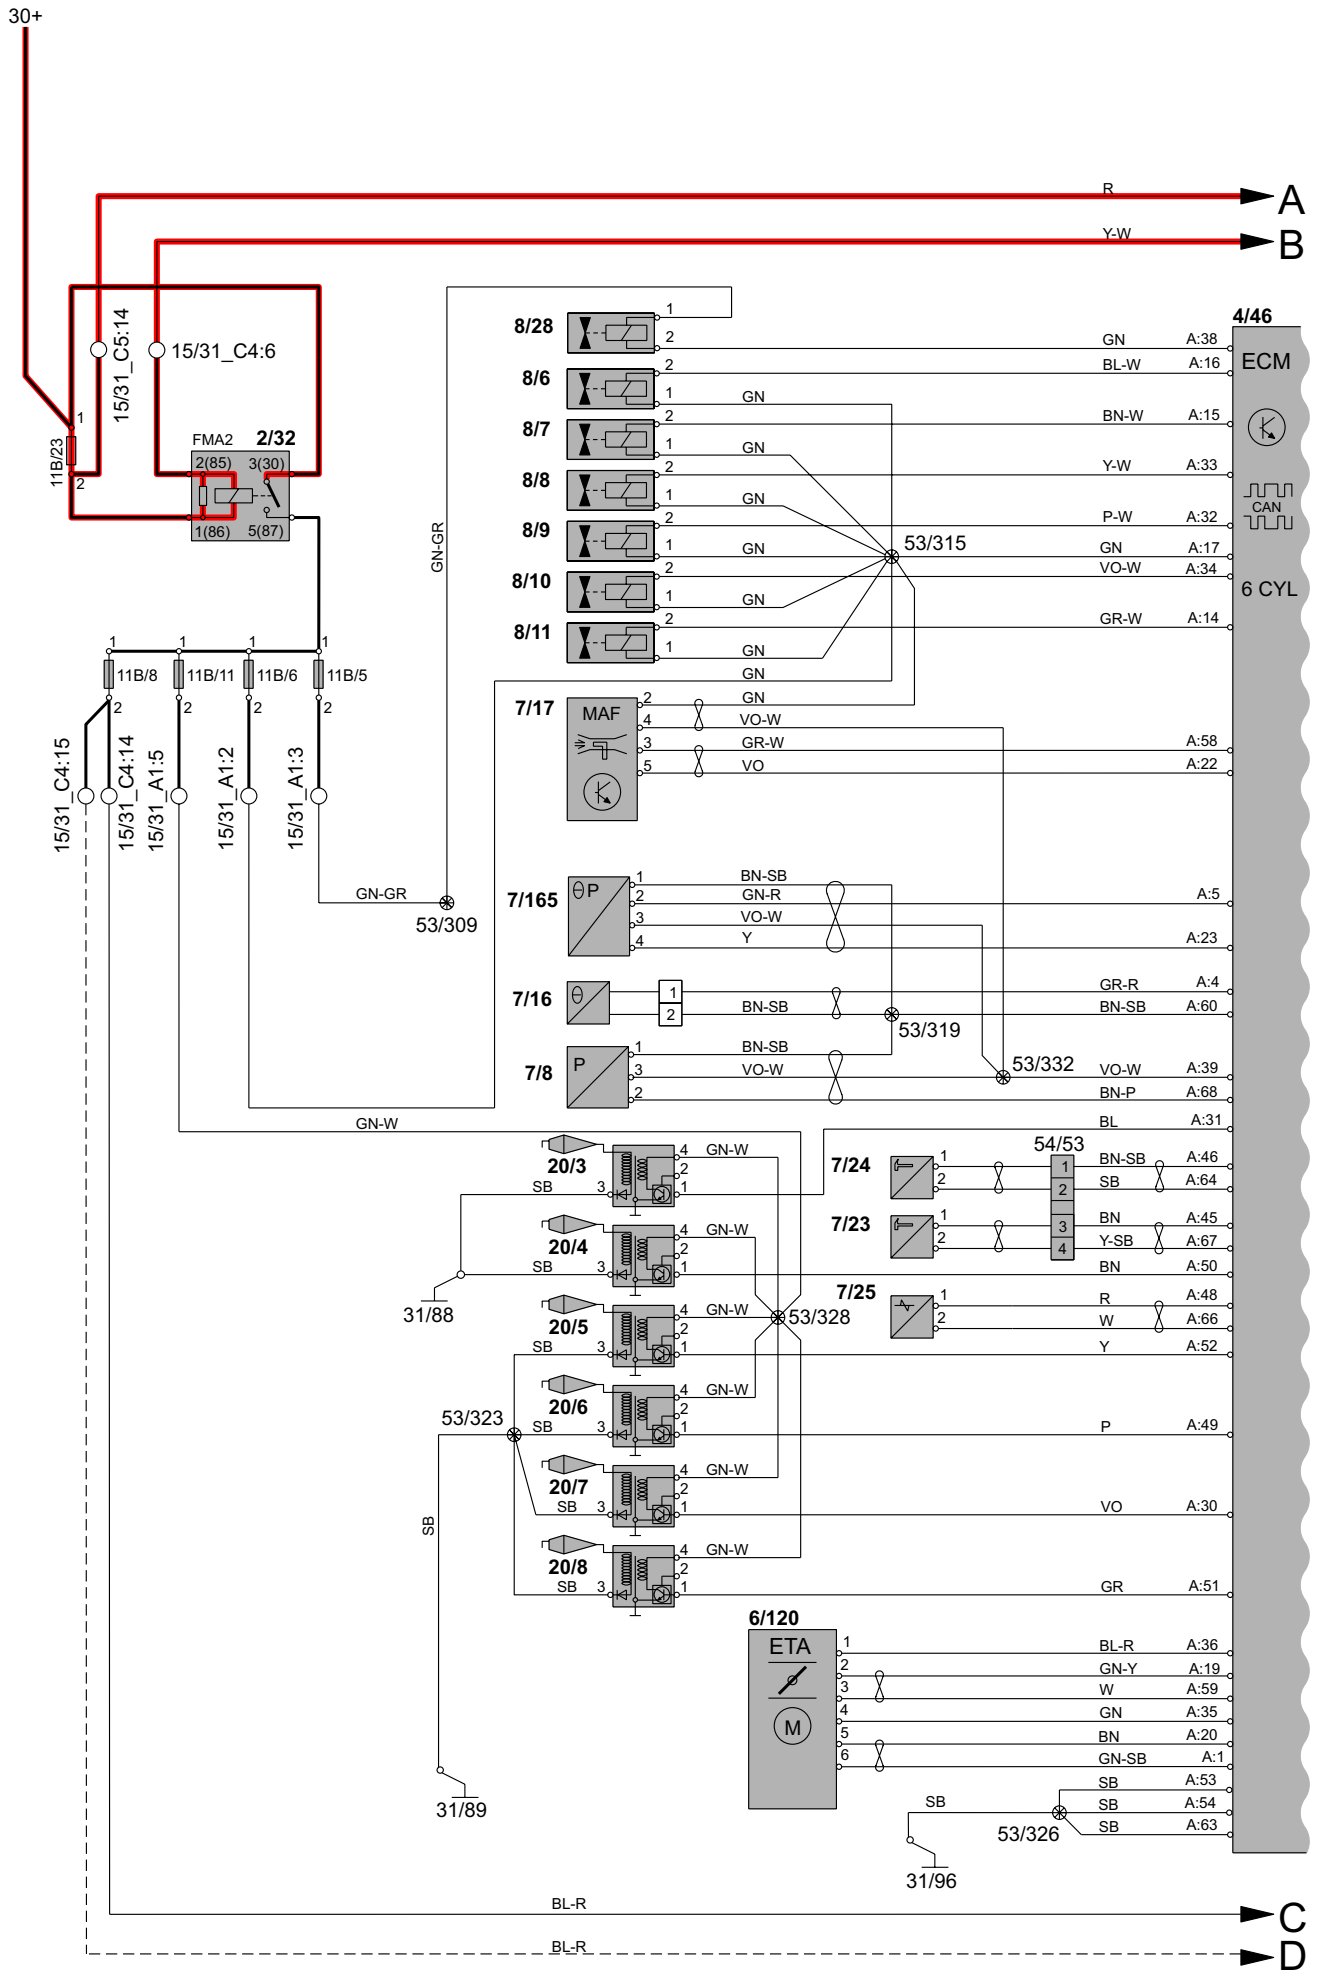 30+
R
A
Y-W
B
15/31_C5:14
15/31_C4:6
1
11B/23
2
FMA2
2/32
2(85) 3(30)
1(86) 5(87)
GN-GR
8/28
1
2
GN A:38
8/6
2
BL-W A:16
1
GN
8/7
2
BN-W A:15
1
GN
8/8
2
Y-W A:33
1
GN
8/9
2
P-W A:32
1
GN
53/315
GN A:17
8/10
2
VO-W A:34
1
GN
8/11
2
GR-W A:14
1
GN
GN
4/46
ECM
CAN
6 CYL
1 1 1 1
11B/8 11B/11 11B/6 11B/5
2 2 2 2
15/31_C4:15
15/31_C4:14
15/31_A1:5
15/31_A1:2
15/31_A1:3
GN-GR
53/309
7/17
MAF
2 GN
4 VO-W
3 GR-W A:58
5 VO A:22
7/165
P
1 BN-SB
2 GN-R A:5
3 VO-W
4 Y A:23
7/16
1 GR-R A:4
2 BN-SB BN-SB A:60
53/319
7/8
P
1 BN-SB
3 VO-W VO-W A:39
2 BN-P A:68
53/332
GN-W
BL A:31
20/3
4 GN-W
2
SB 3 1
7/24
54/53
1 1 BN-SB A:46
2 2 SB A:64
7/23
1 3 BN A:45
2 4 Y-SB A:67
20/4
4 GN-W
2
SB 3 1
BN A:50
31/88
7/25
1 R A:48
2 W A:66
20/5
4 GN-W
53/328
2
SB 3 1
Y A:52
20/6
4 GN-W
2
53/323
SB 3 1
P A:49
20/7
4 GN-W
2
SB 3 1
VO A:30
SB
20/8
4 GN-W
2
SB 3 1
GR A:51
6/120
ETA
M
1 BL-R A:36
2 GN-Y A:19
3 W A:59
4 GN A:35
5 BN A:20
6 GN-SB A:1
SB A:53
SB SB A:54
SB A:63
53/326
31/89
31/96
BL-R
C
BL-R
D